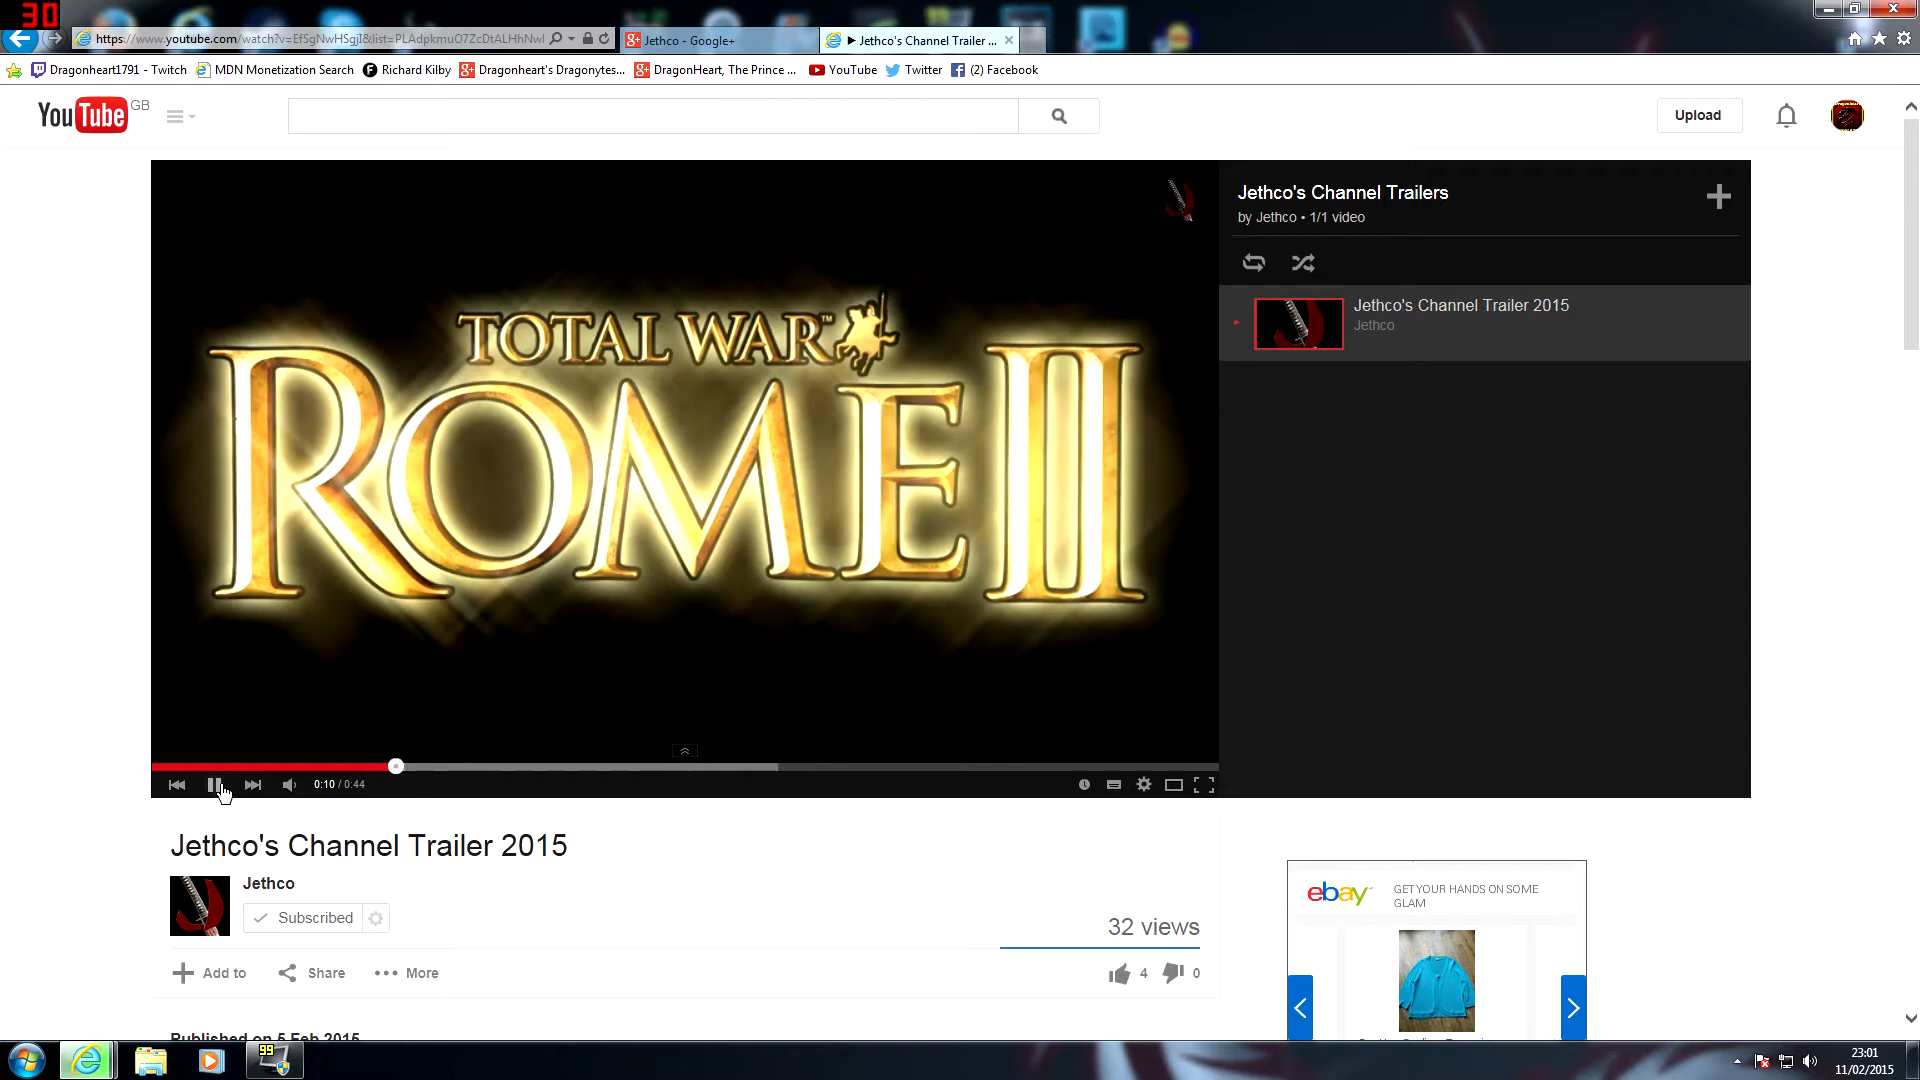 30
https://www.youtube.com/watch?v=EfSgNwHSgjI&list=PLAdpkmuO7ZcDtALHhNwl
Jethco - Google+
Jethco's Channel Trailer ...
Dragonheart1791 - Twitch
MDN Monetization Search
Richard Kilby
Dragonheart's Dragonytes...
DragonHeart, The Prince ...
YouTube
Twitter
(2) Facebook
YouTube GB
Upload
TOTAL WAR™
ROME II
Jethco's Channel Trailers
by Jethco • 1/1 video
Jethco's Channel Trailer 2015
Jethco
0:10 / 0:44
Jethco's Channel Trailer 2015
Jethco
Subscribed
32 views
Add to
Share
More
4
0
Published on 5 Feb 2015
ebay
GET YOUR HANDS ON SOME
GLAM
99
23:01
11/02/2015